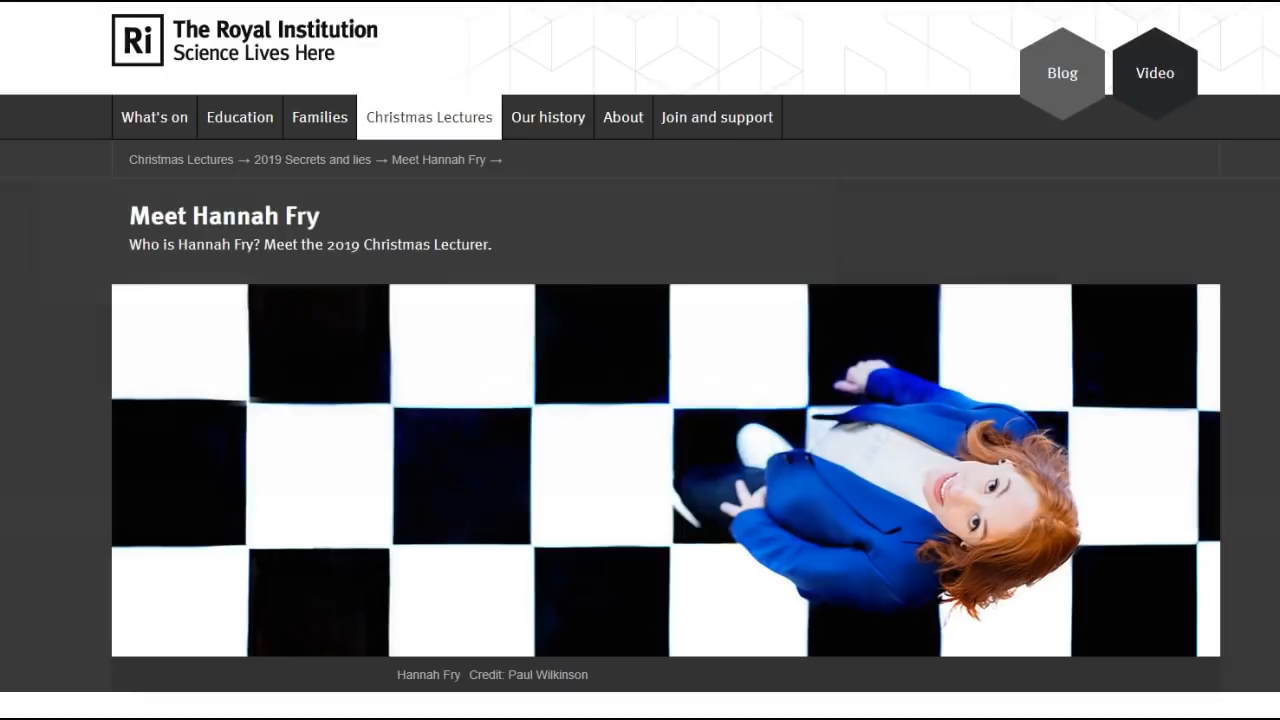 Ri
The Royal Institution
Science Lives Here
Blog
Video
What's on
Education
Families
Christmas Lectures
Our history
About
Join and support
Christmas Lectures → 2019 Secrets and lies → Meet Hannah Fry →
Meet Hannah Fry
Who is Hannah Fry? Meet the 2019 Christmas Lecturer.
Hannah Fry Credit: Paul Wilkinson